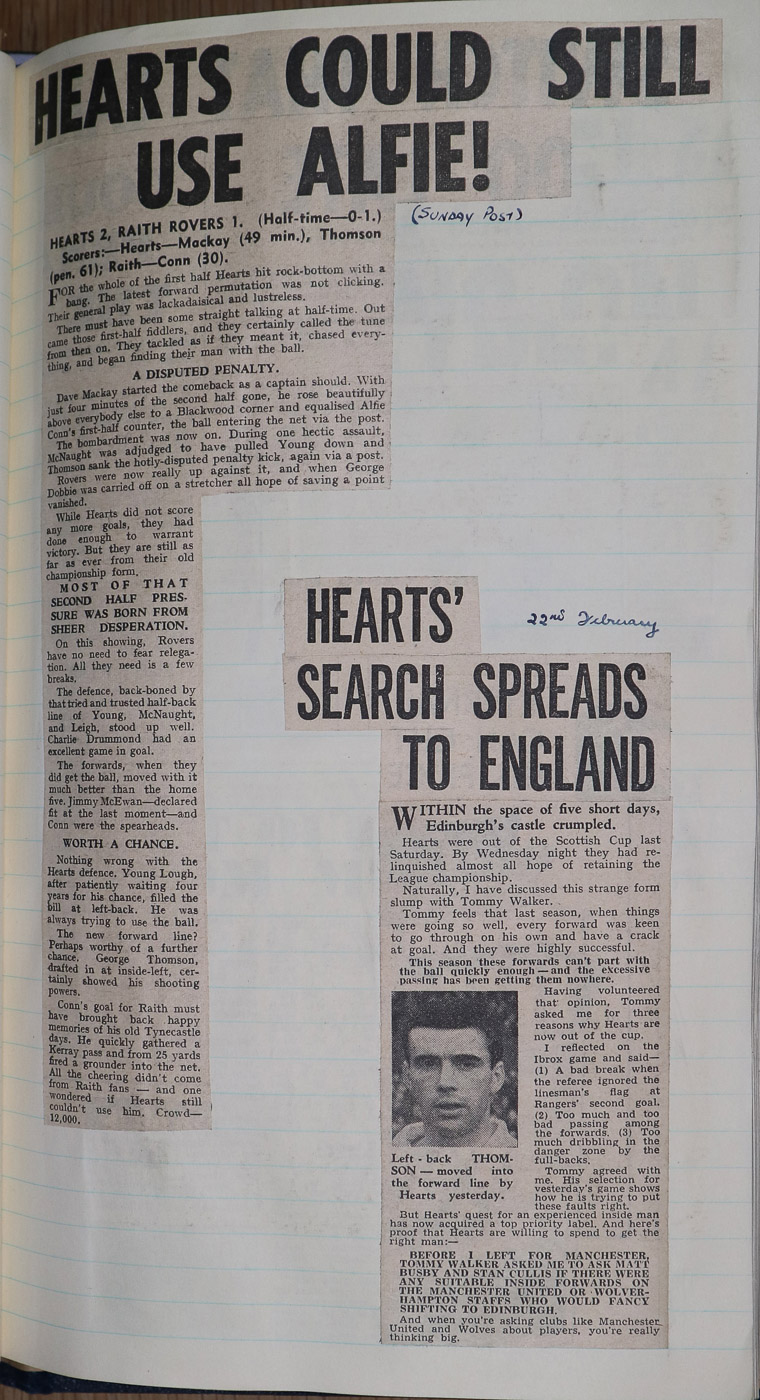 HEARTS COULD STILL
USE ALFIE!
(SUNDAY POST)
HEARTS 2, RAITH ROVERS 1. (Half-time—0-1.)
Scorers:—Hearts—Mackay (49 min.), Thomson
(pen. 61); Raith—Conn (30).
FOR the whole of the first half Hearts hit rock-bottom with a
bang. The latest forward permutation was not clicking.
Their general play was lackadaisical and lustreless.
There must have been some straight talking at half-time. Out
came those first-half fiddlers, and they certainly called the tune
from then on. They tackled as if they meant it, chased every-
thing, and began finding their man with the ball.
A DISPUTED PENALTY.
Dave Mackay started the comeback as a captain should. With
just four minutes of the second half gone, he rose beautifully
above everybody else to a Blackwood corner and equalised Alfie
Conn's first-half counter, the ball entering the net via the post.
The bombardment was now on. During one hectic assault,
McNaught was adjudged to have pulled Young down and
Thomson sank the hotly-disputed penalty kick, again via a post.
Rovers were now really up against it, and when George
Dobbie was carried off on a stretcher all hope of saving a point
vanished.
While Hearts did not score
any more goals, they had
done enough to warrant
victory. But they are still as
far as ever from their old
championship form.
MOST OF THAT
SECOND HALF PRES-
SURE WAS BORN FROM
SHEER DESPERATION.
On this showing, Rovers
have no need to fear relega-
tion. All they need is a few
breaks.
The defence, back-boned by
that tried and trusted half-back
line of Young, McNaught,
and Leigh, stood up well.
Charlie Drummond had an
excellent game in goal.
The forwards, when they
did get the ball, moved with it
much better than the home
five. Jimmy McEwan—declared
fit at the last moment—and
Conn were the spearheads.
WORTH A CHANCE.
Nothing wrong with the
Hearts defence. Young Lough,
after patiently waiting four
years for his chance, filled the
bill at left-back. He was
always trying to use the ball.
The new forward line?
Perhaps worthy of a further
chance. George Thomson,
drafted in at inside-left, cer-
tainly showed his shooting
powers.
Conn's goal for Raith must
have brought back happy
memories of his old Tynecastle
days. He quickly gathered a
Kerray pass and from 25 yards
fired a grounder into the net.
All the cheering didn't come
from Raith fans — and one
wondered if Hearts still
couldn't use him. Crowd—
12,000.
HEARTS'
22nd February
SEARCH SPREADS
TO ENGLAND
WITHIN the space of five short days,
Edinburgh's castle crumpled.
Hearts were out of the Scottish Cup last
Saturday. By Wednesday night they had re-
linquished almost all hope of retaining the
League championship.
Naturally, I have discussed this strange form
slump with Tommy Walker.
Tommy feels that last season, when things
were going so well, every forward was keen
to go through on his own and have a crack
at goal. And they were highly successful.
This season these forwards can't part with
the ball quickly enough—and the excessive
passing has been getting them nowhere.
Having volunteered
that opinion, Tommy
asked me for three
reasons why Hearts are
now out of the cup.
I reflected on the
Ibrox game and said—
(1) A bad break when
the referee ignored the
linesman's flag at
Rangers' second goal.
(2) Too much and too
bad passing among
the forwards. (3) Too
much dribbling in the
danger zone by the
full-backs.
Tommy agreed with
me. His selection for
yesterday's game shows
how he is trying to put
these faults right.
Left-back THOM-
SON — moved into
the forward line by
Hearts yesterday.
But Hearts' quest for an experienced inside man
has now acquired a top priority label. And here's
proof that Hearts are willing to spend to get the
right man:—
BEFORE I LEFT FOR MANCHESTER,
TOMMY WALKER ASKED ME TO ASK MATT
BUSBY AND STAN CULLIS IF THERE WERE
ANY SUITABLE INSIDE FORWARDS ON
THE MANCHESTER UNITED OR WOLVER-
HAMPTON STAFFS WHO WOULD FANCY
SHIFTING TO EDINBURGH.
And when you're asking clubs like Manchester
United and Wolves about players, you're really
thinking big.